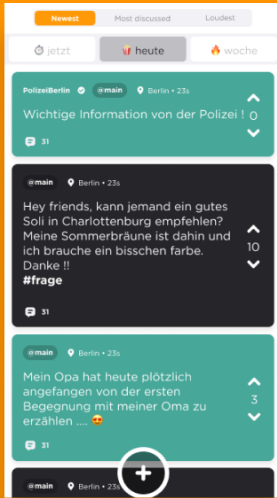 Newest Most discussed Loudest
jetzt heute woche
PolizeiBerlin @main Berlin • 23s
Wichtige Information von der Polizei !
0
31
@main Berlin • 23s
Hey friends, kann jemand ein gutes
Soli in Charlottenburg empfehlen?
Meine Sommerbräune ist dahin und
ich brauche ein bisschen farbe.
Danke !!
#frage
10
31
@main Berlin • 23s
Mein Opa hat heute plötzlich
angefangen von der ersten
Begegnung mit meiner Oma zu
erzählen .... 😍
3
31
@main Berlin • 23s